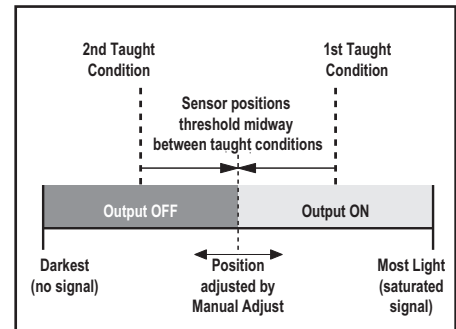 2nd Taught
Condition
1st Taught
Condition
Sensor positions
threshold midway
between taught conditions
Output OFF
Output ON
Darkest
(no signal)
Position
adjusted by
Manual Adjust
Most Light
(saturated
signal)